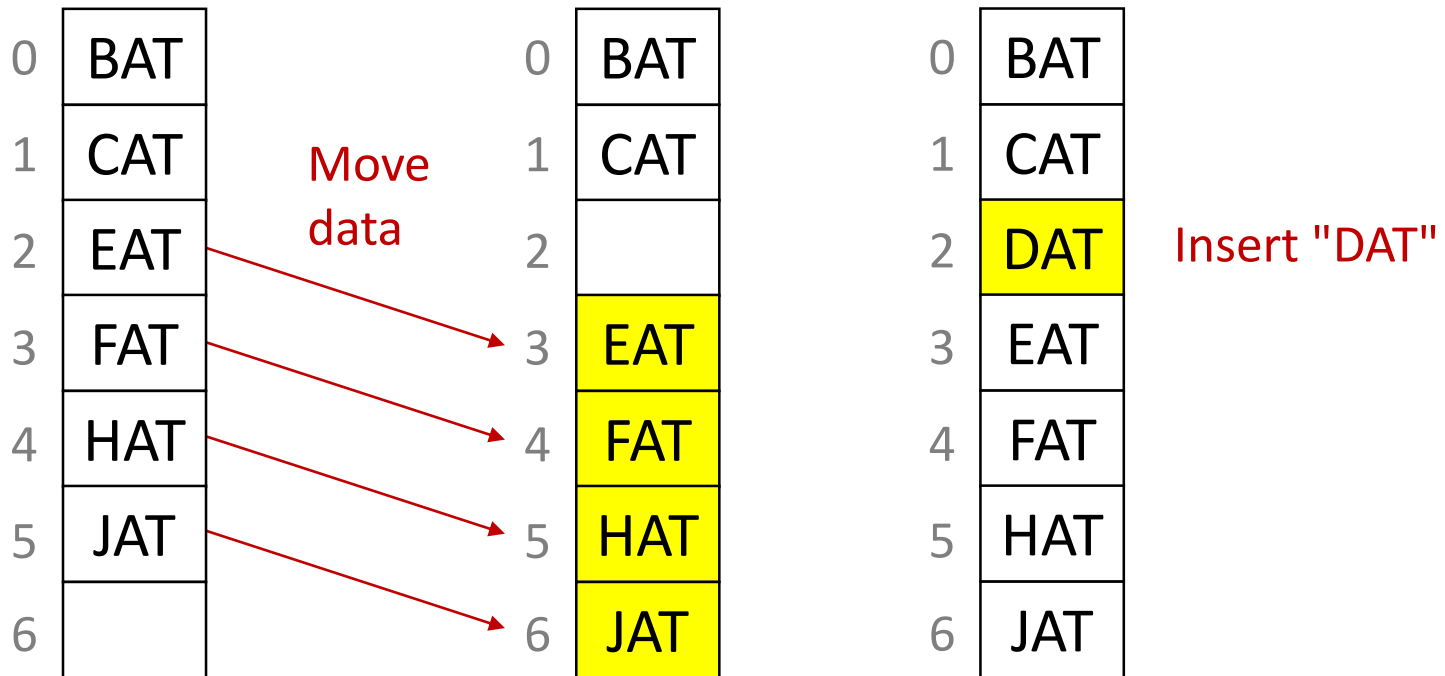 0 BAT 0 BAT 0 BAT
1 CAT Move 1 CAT 1 CAT
2 EAT data 2 2 DAT Insert "DAT"
3 FAT 3 EAT 3 EAT
4 HAT 4 FAT 4 FAT
5 JAT 5 HAT 5 HAT
6 6 JAT 6 JAT